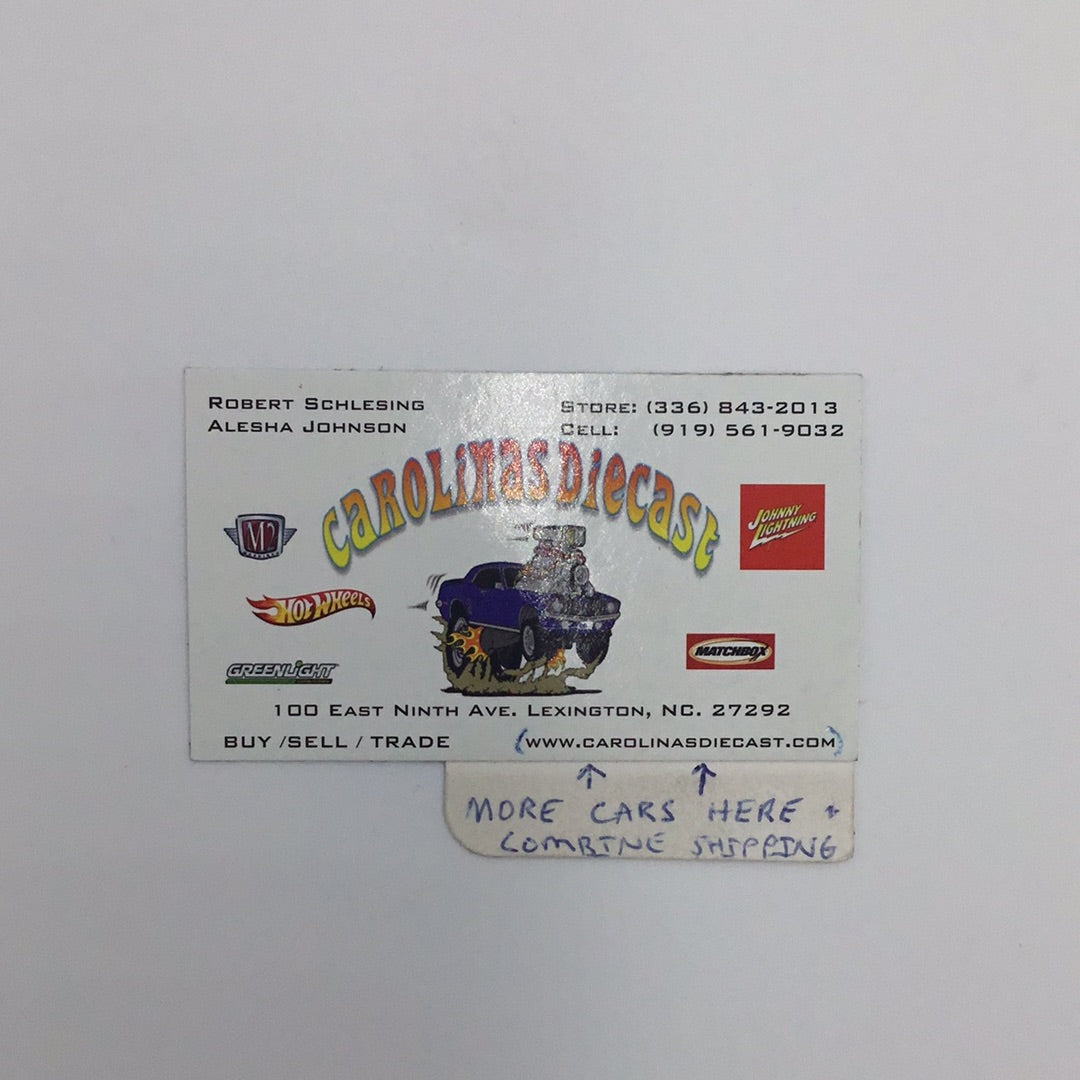 ROBERT SCHLESING
ALESHA JOHNSON
STORE: (336) 843-2013
CELL: (919) 561-9032
CAROLINAS DIECAST
M2
JOHNNY
LIGHTNING
HOT WHEELS
MATCHBOX
GREENLIGHT
100 EAST NINTH AVE. LEXINGTON, NC. 27292
BUY /SELL / TRADE
(WWW.CAROLINASDIECAST.COM)
MORE CARS HERE +
COMBINE SHIPPING